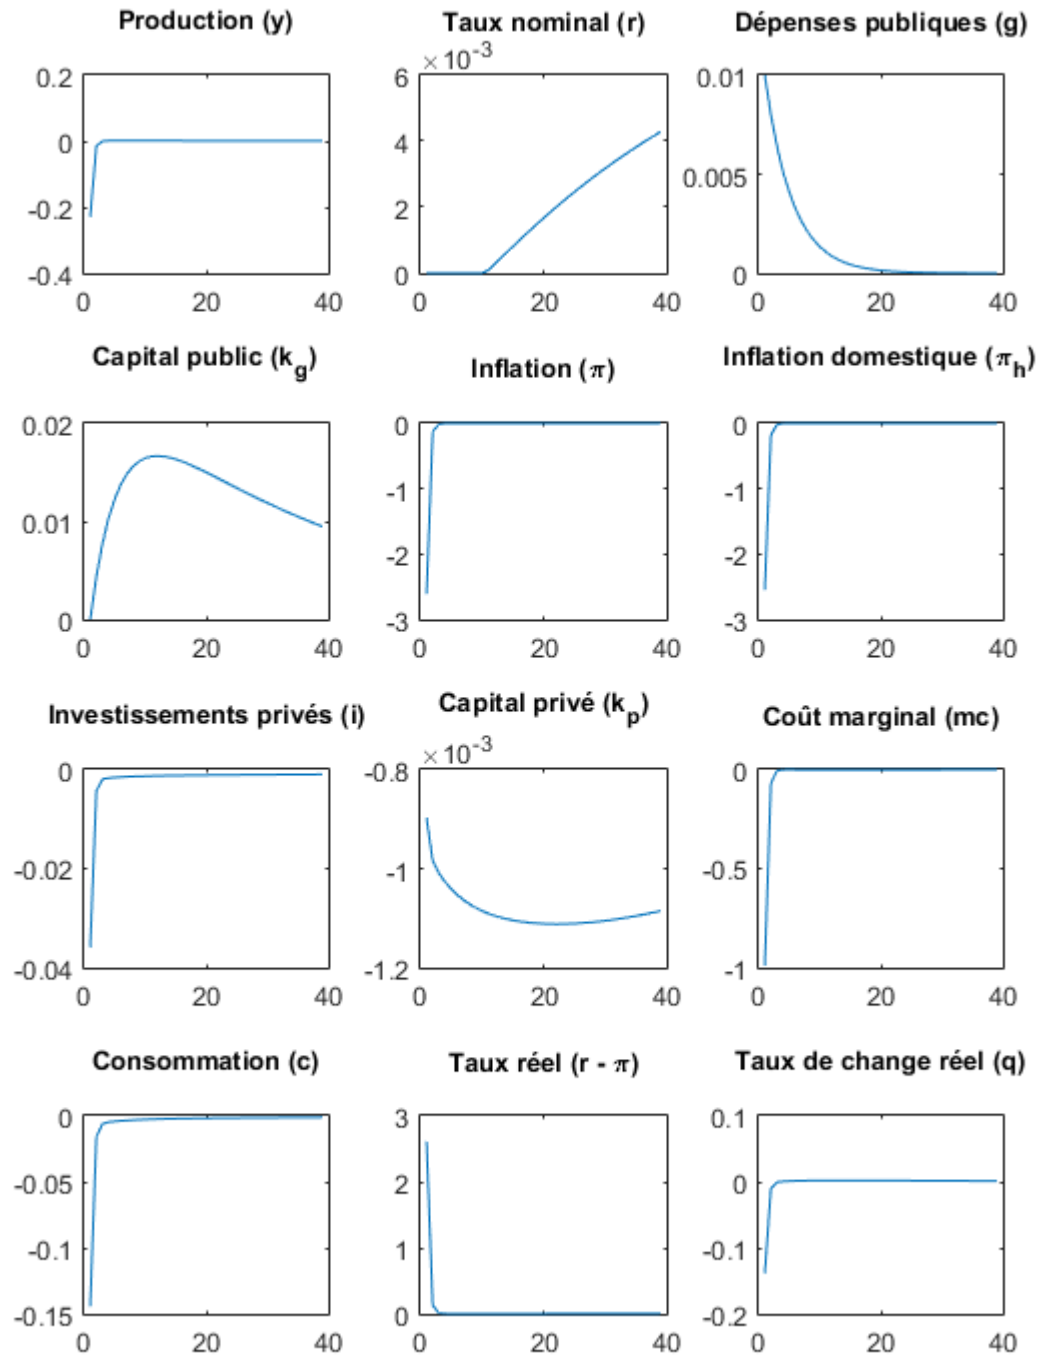 Production (y)
0.2
0
-0.2
-0.4
0 20 40
Taux nominal (r)
×10-3
6
4
2
0
0 20 40
Dépenses publiques (g)
0.01
0.005
0
0 20 40
Capital public (kg)
0.02
0.01
0
0 20 40
Inflation (π)
0
-1
-2
-3
0 20 40
Inflation domestique (πh)
0
-1
-2
-3
0 20 40
Investissements privés (i)
0
-0.02
-0.04
0 20 40
Capital privé (kp)
×10-3
-0.8
-1
-1.2
0 20 40
Coût marginal (mc)
0
-0.5
-1
0 20 40
Consommation (c)
0
-0.05
-0.1
-0.15
0 20 40
Taux réel (r - π)
3
2
1
0
0 20 40
Taux de change réel (q)
0.1
0
-0.1
-0.2
0 20 40